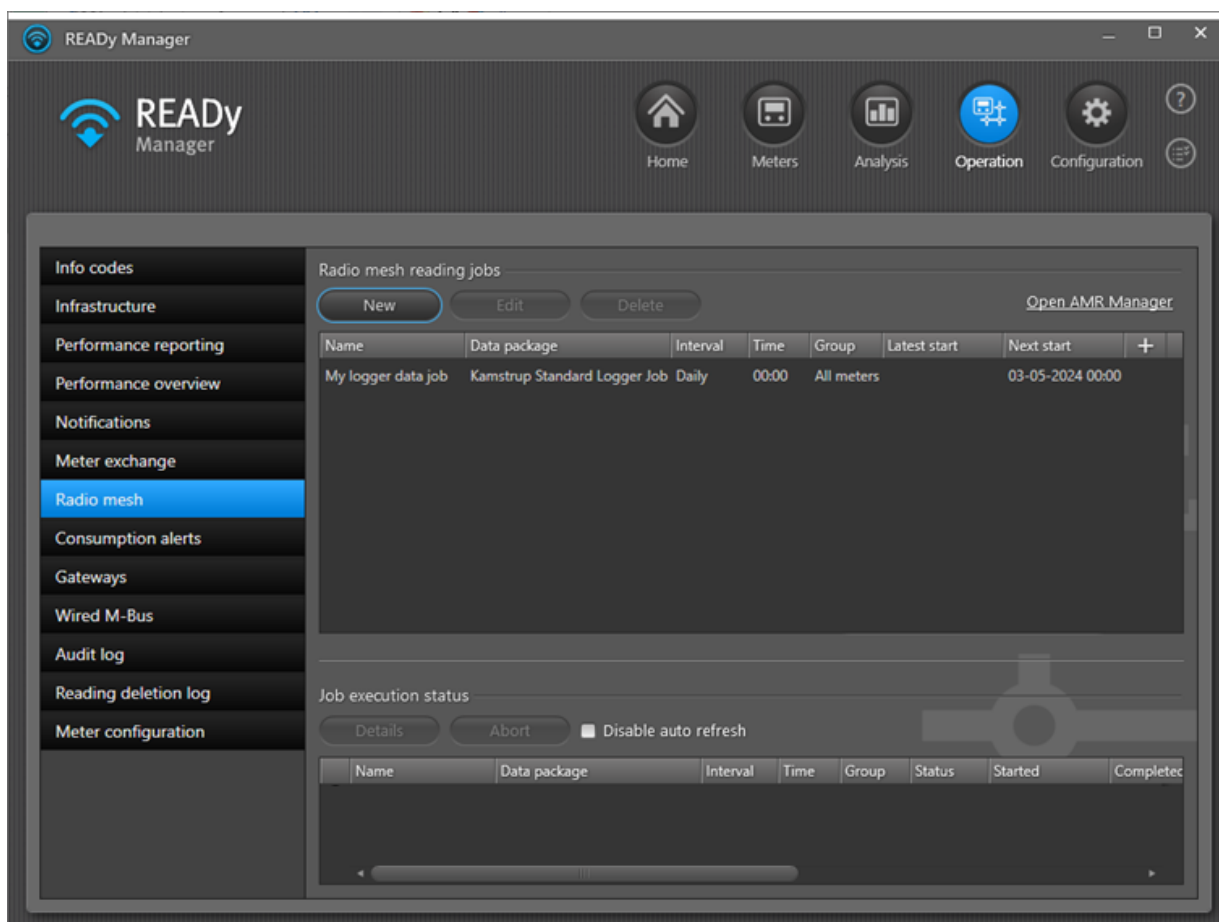 READy Manager
READy
Manager
Home
Meters
Analysis
Operation
Configuration
?
Info codes
Infrastructure
Performance reporting
Performance overview
Notifications
Meter exchange
Radio mesh
Consumption alerts
Gateways
Wired M-Bus
Audit log
Reading deletion log
Meter configuration
Radio mesh reading jobs
New Edit Delete Open AMR Manager
Name Data package Interval Time Group Latest start Next start +
My logger data job Kamstrup Standard Logger Job Daily 00:00 All meters 03-05-2024 00:00
Job execution status
Details Abort Disable auto refresh
Name Data package Interval Time Group Status Started Completed